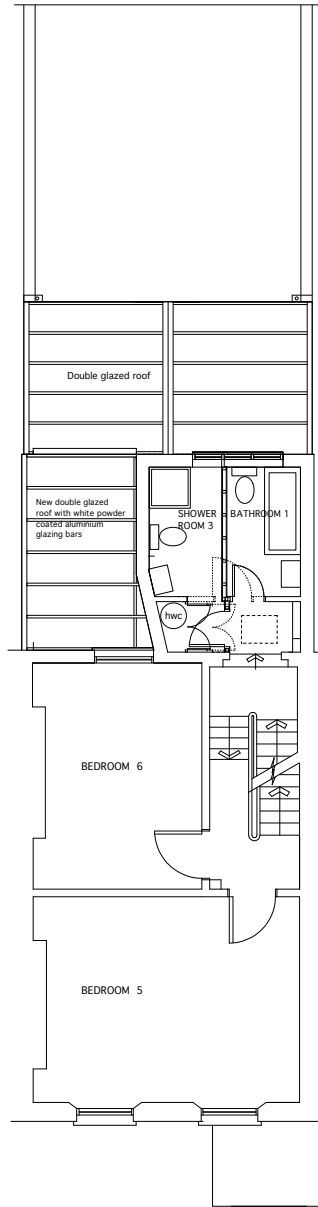 Double glazed roof
New double glazed
roof with white powder
coated aluminium
glazing bars
SHOWER
ROOM 3
BATHROOM 1
hwc
BEDROOM 6
BEDROOM 5